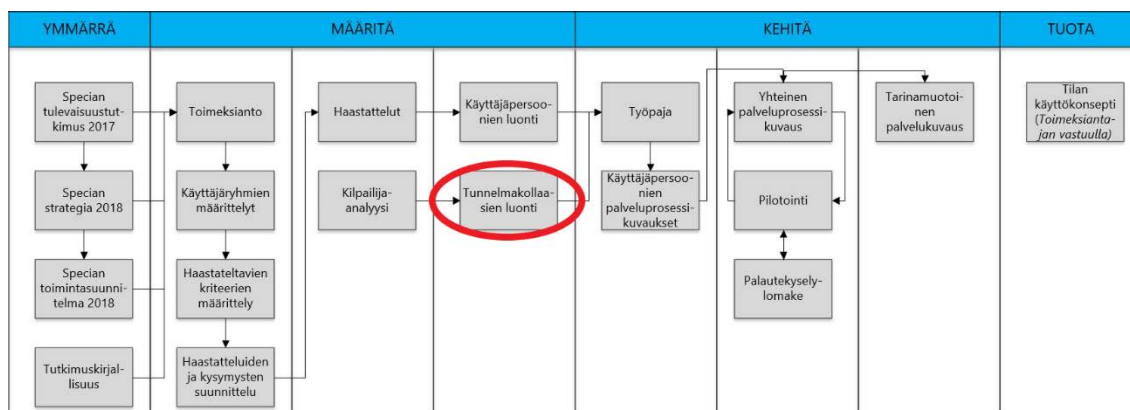 YMMÄRRÄ
MÄÄRITÄ
KEHITÄ
TUOTA
Specian
tulevaisuustut-
kimus 2017
Specian
strategia 2018
Specian
toimintasuunni-
telma 2018
Tutkimuskirjal-
lisuus
Toimeksianto
Käyttäjäryhmien
määrittelyt
Haastateltavien
kriteerien
määrittely
Haastatteluiden
ja kysymysten
suunnittelu
Haastattelut
Kilpailija-
analyysi
Käyttäjäpersoo-
nien luonti
Tunnelmakollaa-
sien luonti
Työpaja
Käyttäjäpersoo-
nien
palveluprosessi-
kuvaukset
Yhteinen
palveluprosessi-
kuvaus
Pilotointi
Palautekysely-
lomake
Tarinamuotoi-
nen
palvelukuvaus
Tilan
käyttökonsepti
(Toimeksianta-
jan vastuulla)